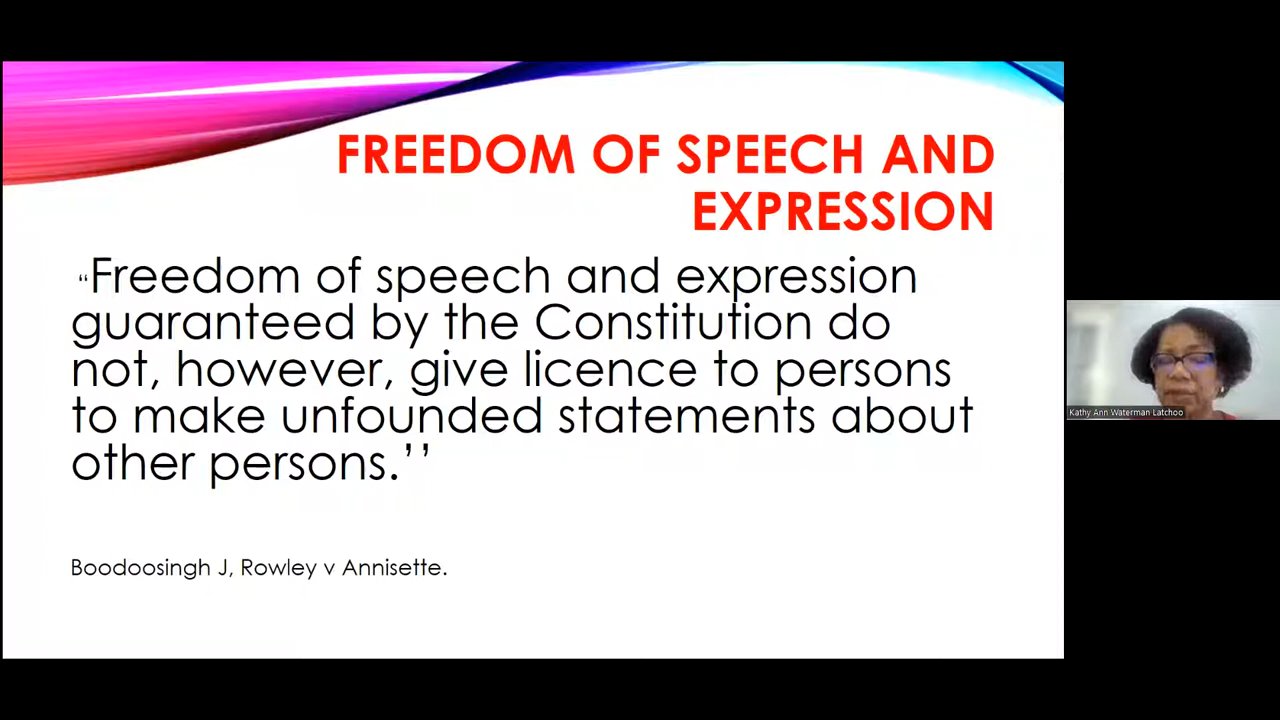 FREEDOM OF SPEECH AND
EXPRESSION
“Freedom of speech and expression
guaranteed by the Constitution do
not, however, give licence to persons
to make unfounded statements about
other persons.’’
Boodoosingh J, Rowley v Annisette.
Kathy Ann Waterman Latchoo